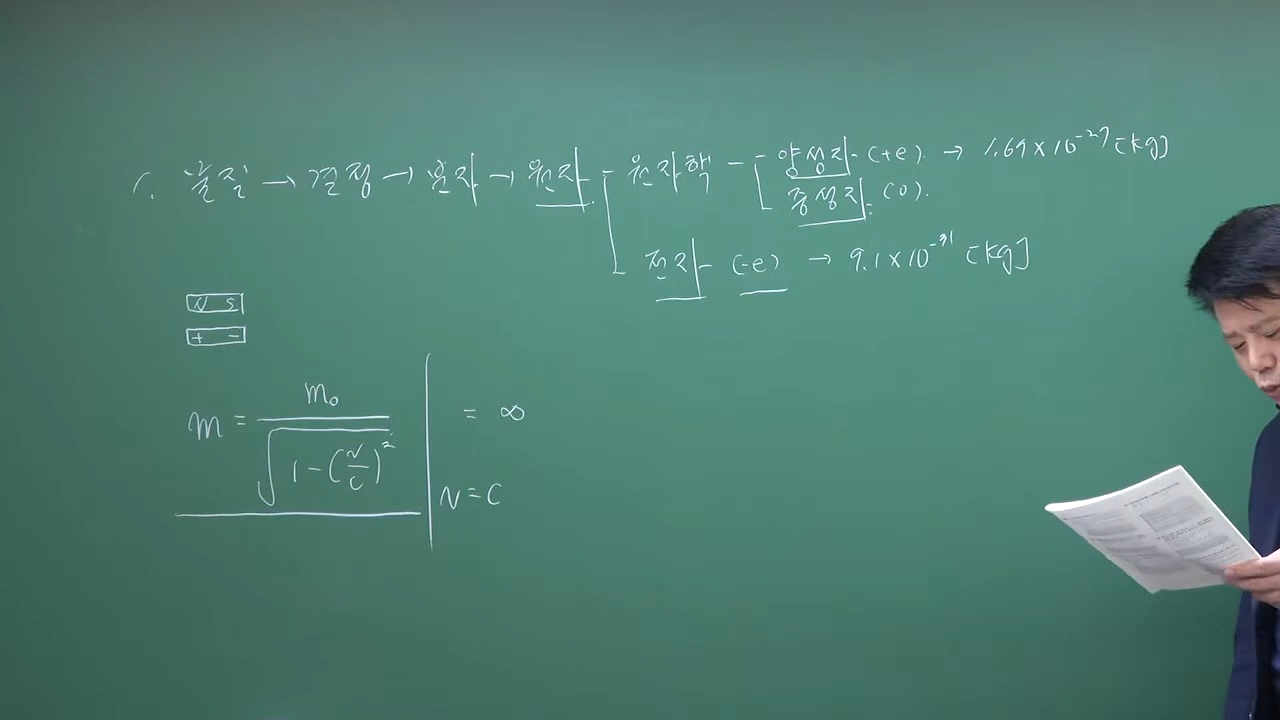 1. 물질 → 결정 → 분자 → 원자 - 원자핵 - 양성자 - (+e). → 1.69×10⁻²⁷ [kg]
중성자 (0).
전자 - (-e) → 9.1×10⁻³¹ [kg]
N S
+ -
m = m₀ / √(1-(v/c)²) | v=c = ∞